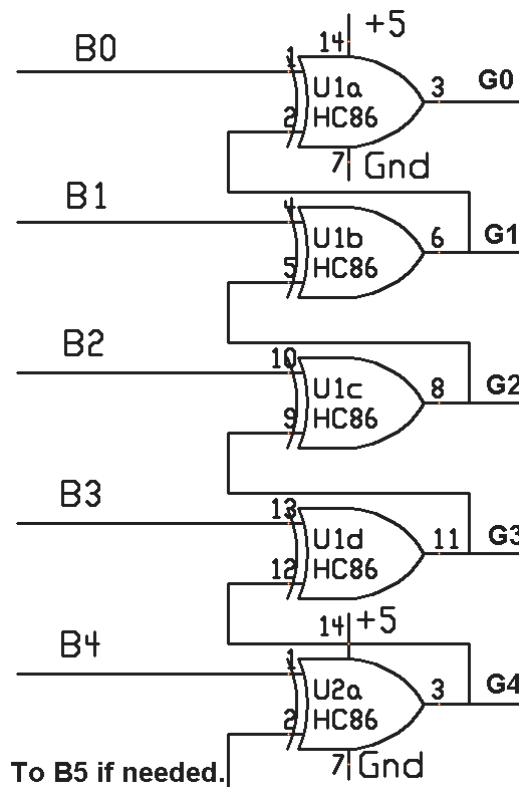 +5
B0
14
1
U1a
3
G0
2
HC86
7
Gnd
B1
4
U1b
6
G1
5
HC86
B2
10
U1c
8
G2
9
HC86
B3
13
U1d
11
G3
12
HC86
14
+5
B4
1
U2a
3
G4
2
HC86
To B5 if needed.
7
Gnd